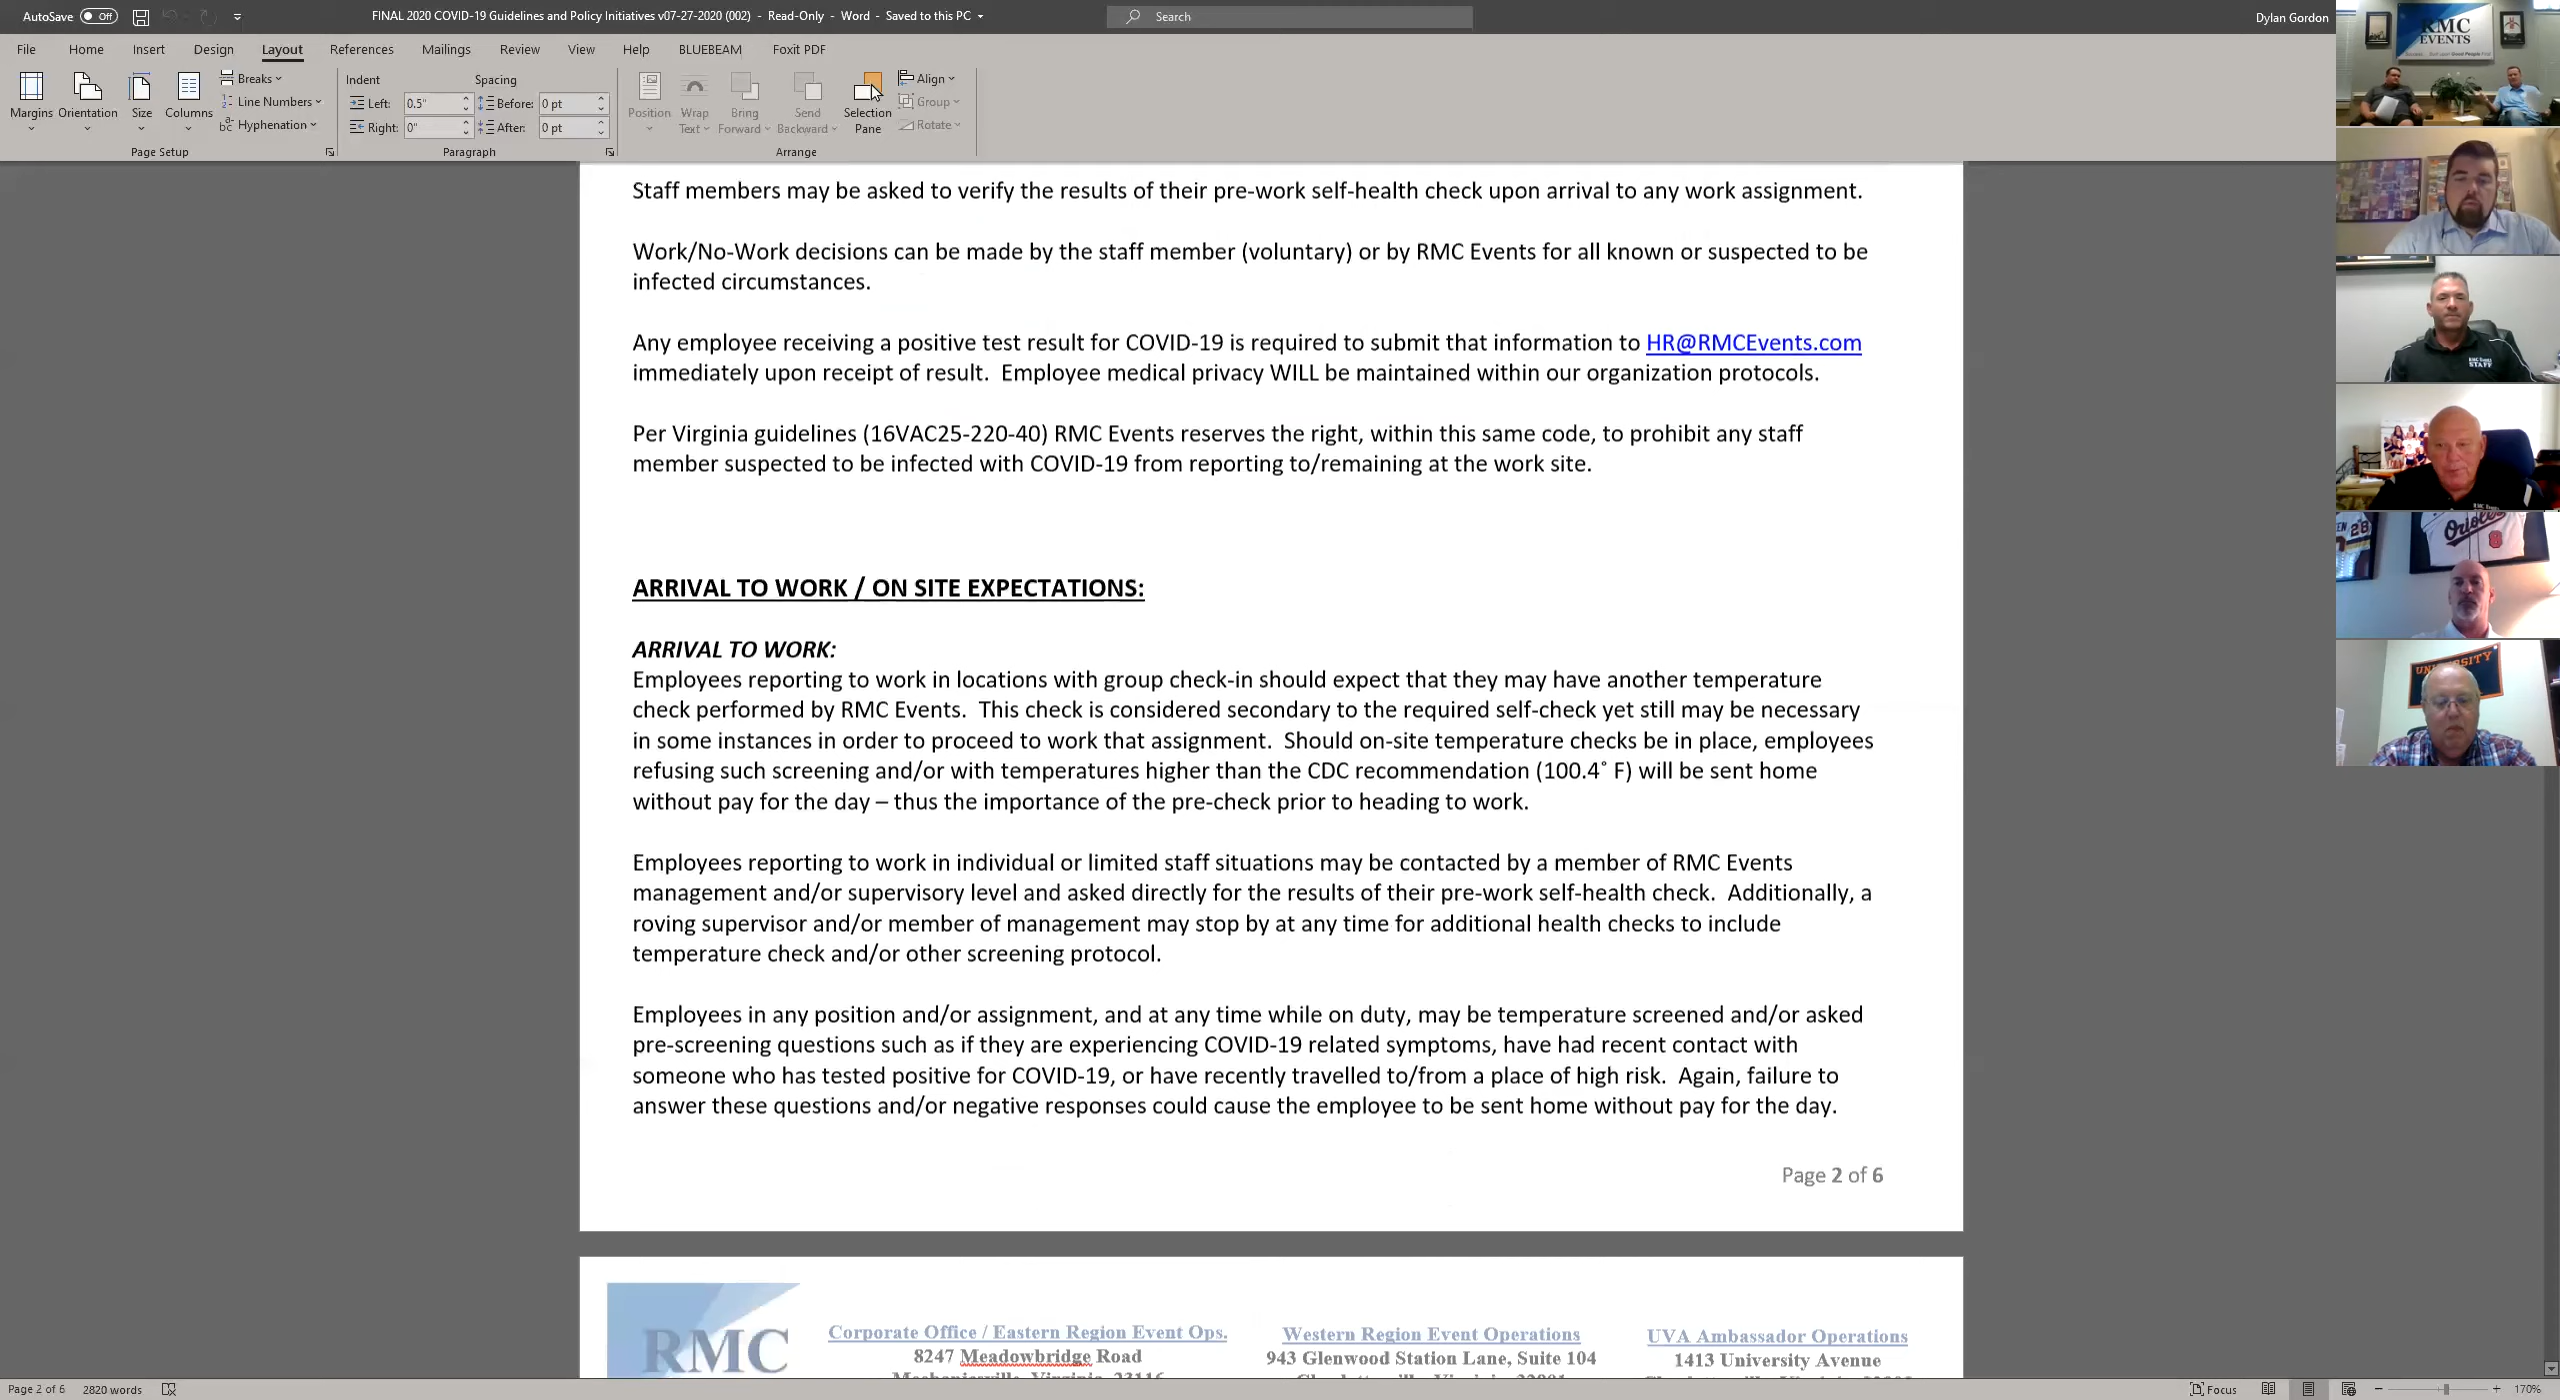 AutoSave Off FINAL 2020 COVID-19 Guidelines and Policy Initiatives v07-27-2020 (002) - Read-Only - Word - Saved to this PC Search Dylan Gordon
File Home Insert Design Layout References Mailings Review View Help BLUEBEAM Foxit PDF
Margins Orientation Size Columns
Breaks
Line Numbers
Hyphenation
Page Setup
Indent Spacing
Left: 0.5" Before: 0 pt
Right: 0" After: 0 pt
Paragraph
Position Wrap Text Bring Forward Send Backward Selection Pane
Align
Group
Rotate
Arrange
Staff members may be asked to verify the results of their pre-work self-health check upon arrival to any work assignment.
Work/No-Work decisions can be made by the staff member (voluntary) or by RMC Events for all known or suspected to be
infected circumstances.
Any employee receiving a positive test result for COVID-19 is required to submit that information to HR@RMCEvents.com
immediately upon receipt of result. Employee medical privacy WILL be maintained within our organization protocols.
Per Virginia guidelines (16VAC25-220-40) RMC Events reserves the right, within this same code, to prohibit any staff
member suspected to be infected with COVID-19 from reporting to/remaining at the work site.
ARRIVAL TO WORK / ON SITE EXPECTATIONS:
ARRIVAL TO WORK:
Employees reporting to work in locations with group check-in should expect that they may have another temperature
check performed by RMC Events. This check is considered secondary to the required self-check yet still may be necessary
in some instances in order to proceed to work that assignment. Should on-site temperature checks be in place, employees
refusing such screening and/or with temperatures higher than the CDC recommendation (100.4˚ F) will be sent home
without pay for the day – thus the importance of the pre-check prior to heading to work.
Employees reporting to work in individual or limited staff situations may be contacted by a member of RMC Events
management and/or supervisory level and asked directly for the results of their pre-work self-health check. Additionally, a
roving supervisor and/or member of management may stop by at any time for additional health checks to include
temperature check and/or other screening protocol.
Employees in any position and/or assignment, and at any time while on duty, may be temperature screened and/or asked
pre-screening questions such as if they are experiencing COVID-19 related symptoms, have had recent contact with
someone who has tested positive for COVID-19, or have recently travelled to/from a place of high risk. Again, failure to
answer these questions and/or negative responses could cause the employee to be sent home without pay for the day.
Page 2 of 6
RMC
Corporate Office / Eastern Region Event Ops. Western Region Event Operations UVA Ambassador Operations
8247 Meadowbridge Road 943 Glenwood Station Lane, Suite 104 1413 University Avenue
Page 2 of 6 2820 words Focus 170%
RMC
EVENTS
RMC Events
STAFF
Orioles
8
28